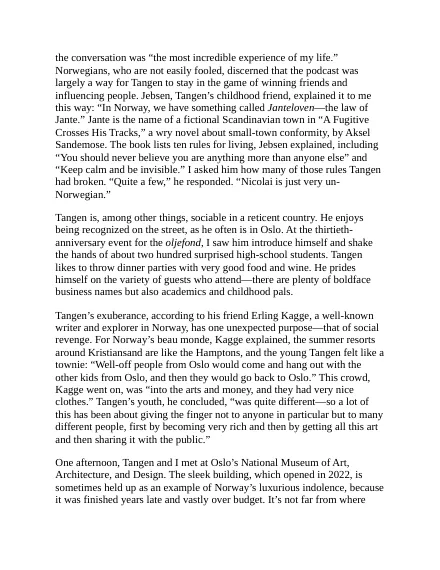 the conversation was “the most incredible experience of my life.”
Norwegians, who are not easily fooled, discerned that the podcast was
largely a way for Tangen to stay in the game of winning friends and
influencing people. Jebsen, Tangen’s childhood friend, explained it to me
this way: “In Norway, we have something called Janteloven—the law of
Jante.” Jante is the name of a fictional Scandinavian town in “A Fugitive
Crosses His Tracks,” a wry novel about small-town conformity, by Aksel
Sandemose. The book lists ten rules for living, Jebsen explained, including
“You should never believe you are anything more than anyone else” and
“Keep calm and be invisible.” I asked him how many of those rules Tangen
had broken. “Quite a few,” he responded. “Nicolai is just very un-
Norwegian.”
Tangen is, among other things, sociable in a reticent country. He enjoys
being recognized on the street, as he often is in Oslo. At the thirtieth-
anniversary event for the oljefond, I saw him introduce himself and shake
the hands of about two hundred surprised high-school students. Tangen
likes to throw dinner parties with very good food and wine. He prides
himself on the variety of guests who attend—there are plenty of boldface
business names but also academics and childhood pals.
Tangen’s exuberance, according to his friend Erling Kagge, a well-known
writer and explorer in Norway, has one unexpected purpose—that of social
revenge. For Norway’s beau monde, Kagge explained, the summer resorts
around Kristiansand are like the Hamptons, and the young Tangen felt like a
townie: “Well-off people from Oslo would come and hang out with the
other kids from Oslo, and then they would go back to Oslo.” This crowd,
Kagge went on, was “into the arts and money, and they had very nice
clothes.” Tangen’s youth, he concluded, “was quite different—so a lot of
this has been about giving the finger not to anyone in particular but to many
different people, first by becoming very rich and then by getting all this art
and then sharing it with the public.”
One afternoon, Tangen and I met at Oslo’s National Museum of Art,
Architecture, and Design. The sleek building, which opened in 2022, is
sometimes held up as an example of Norway’s luxurious indolence, because
it was finished years late and vastly over budget. It’s not far from where